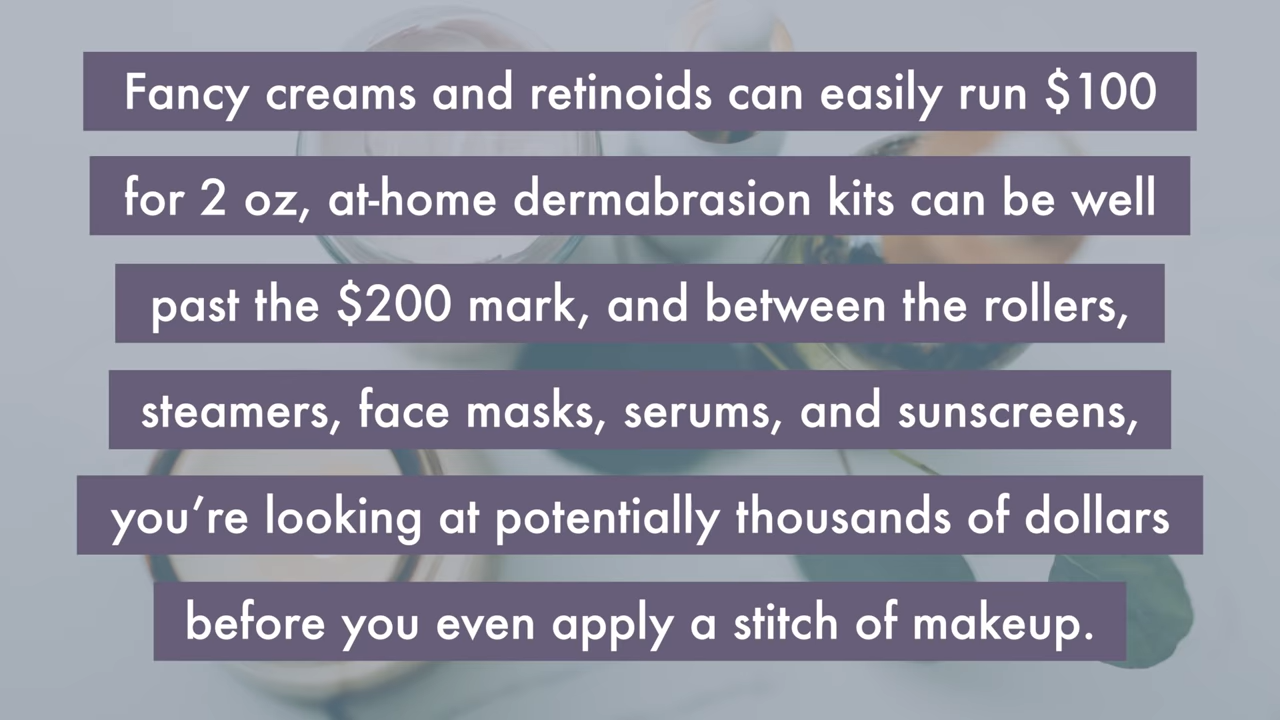 Fancy creams and retinoids can easily run $100
for 2 oz, at-home dermabrasion kits can be well
past the $200 mark, and between the rollers,
steamers, face masks, serums, and sunscreens,
you’re looking at potentially thousands of dollars
before you even apply a stitch of makeup.